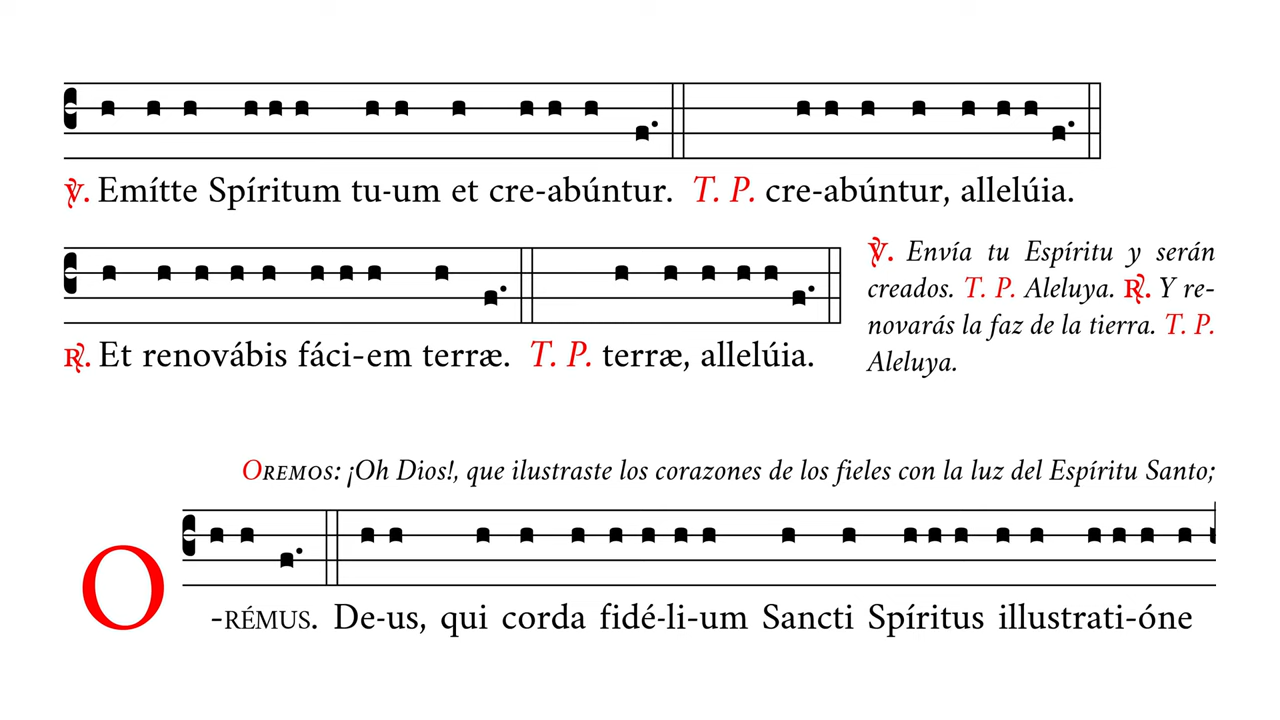 ℣. Emítte Spíritum tu-um et cre-abúntur. T. P. cre-abúntur, allelúia.
℟. Et renovábis fáci-em terræ. T. P. terræ, allelúia.
℣. Envía tu Espíritu y serán
creados. T. P. Aleluya. ℟. Y re-
novarás la faz de la tierra. T. P.
Aleluya.
Oremos: ¡Oh Dios!, que ilustraste los corazones de los fieles con la luz del Espíritu Santo;
O-RÉMUS. De-us, qui corda fidé-li-um Sancti Spíritus illustrati-óne